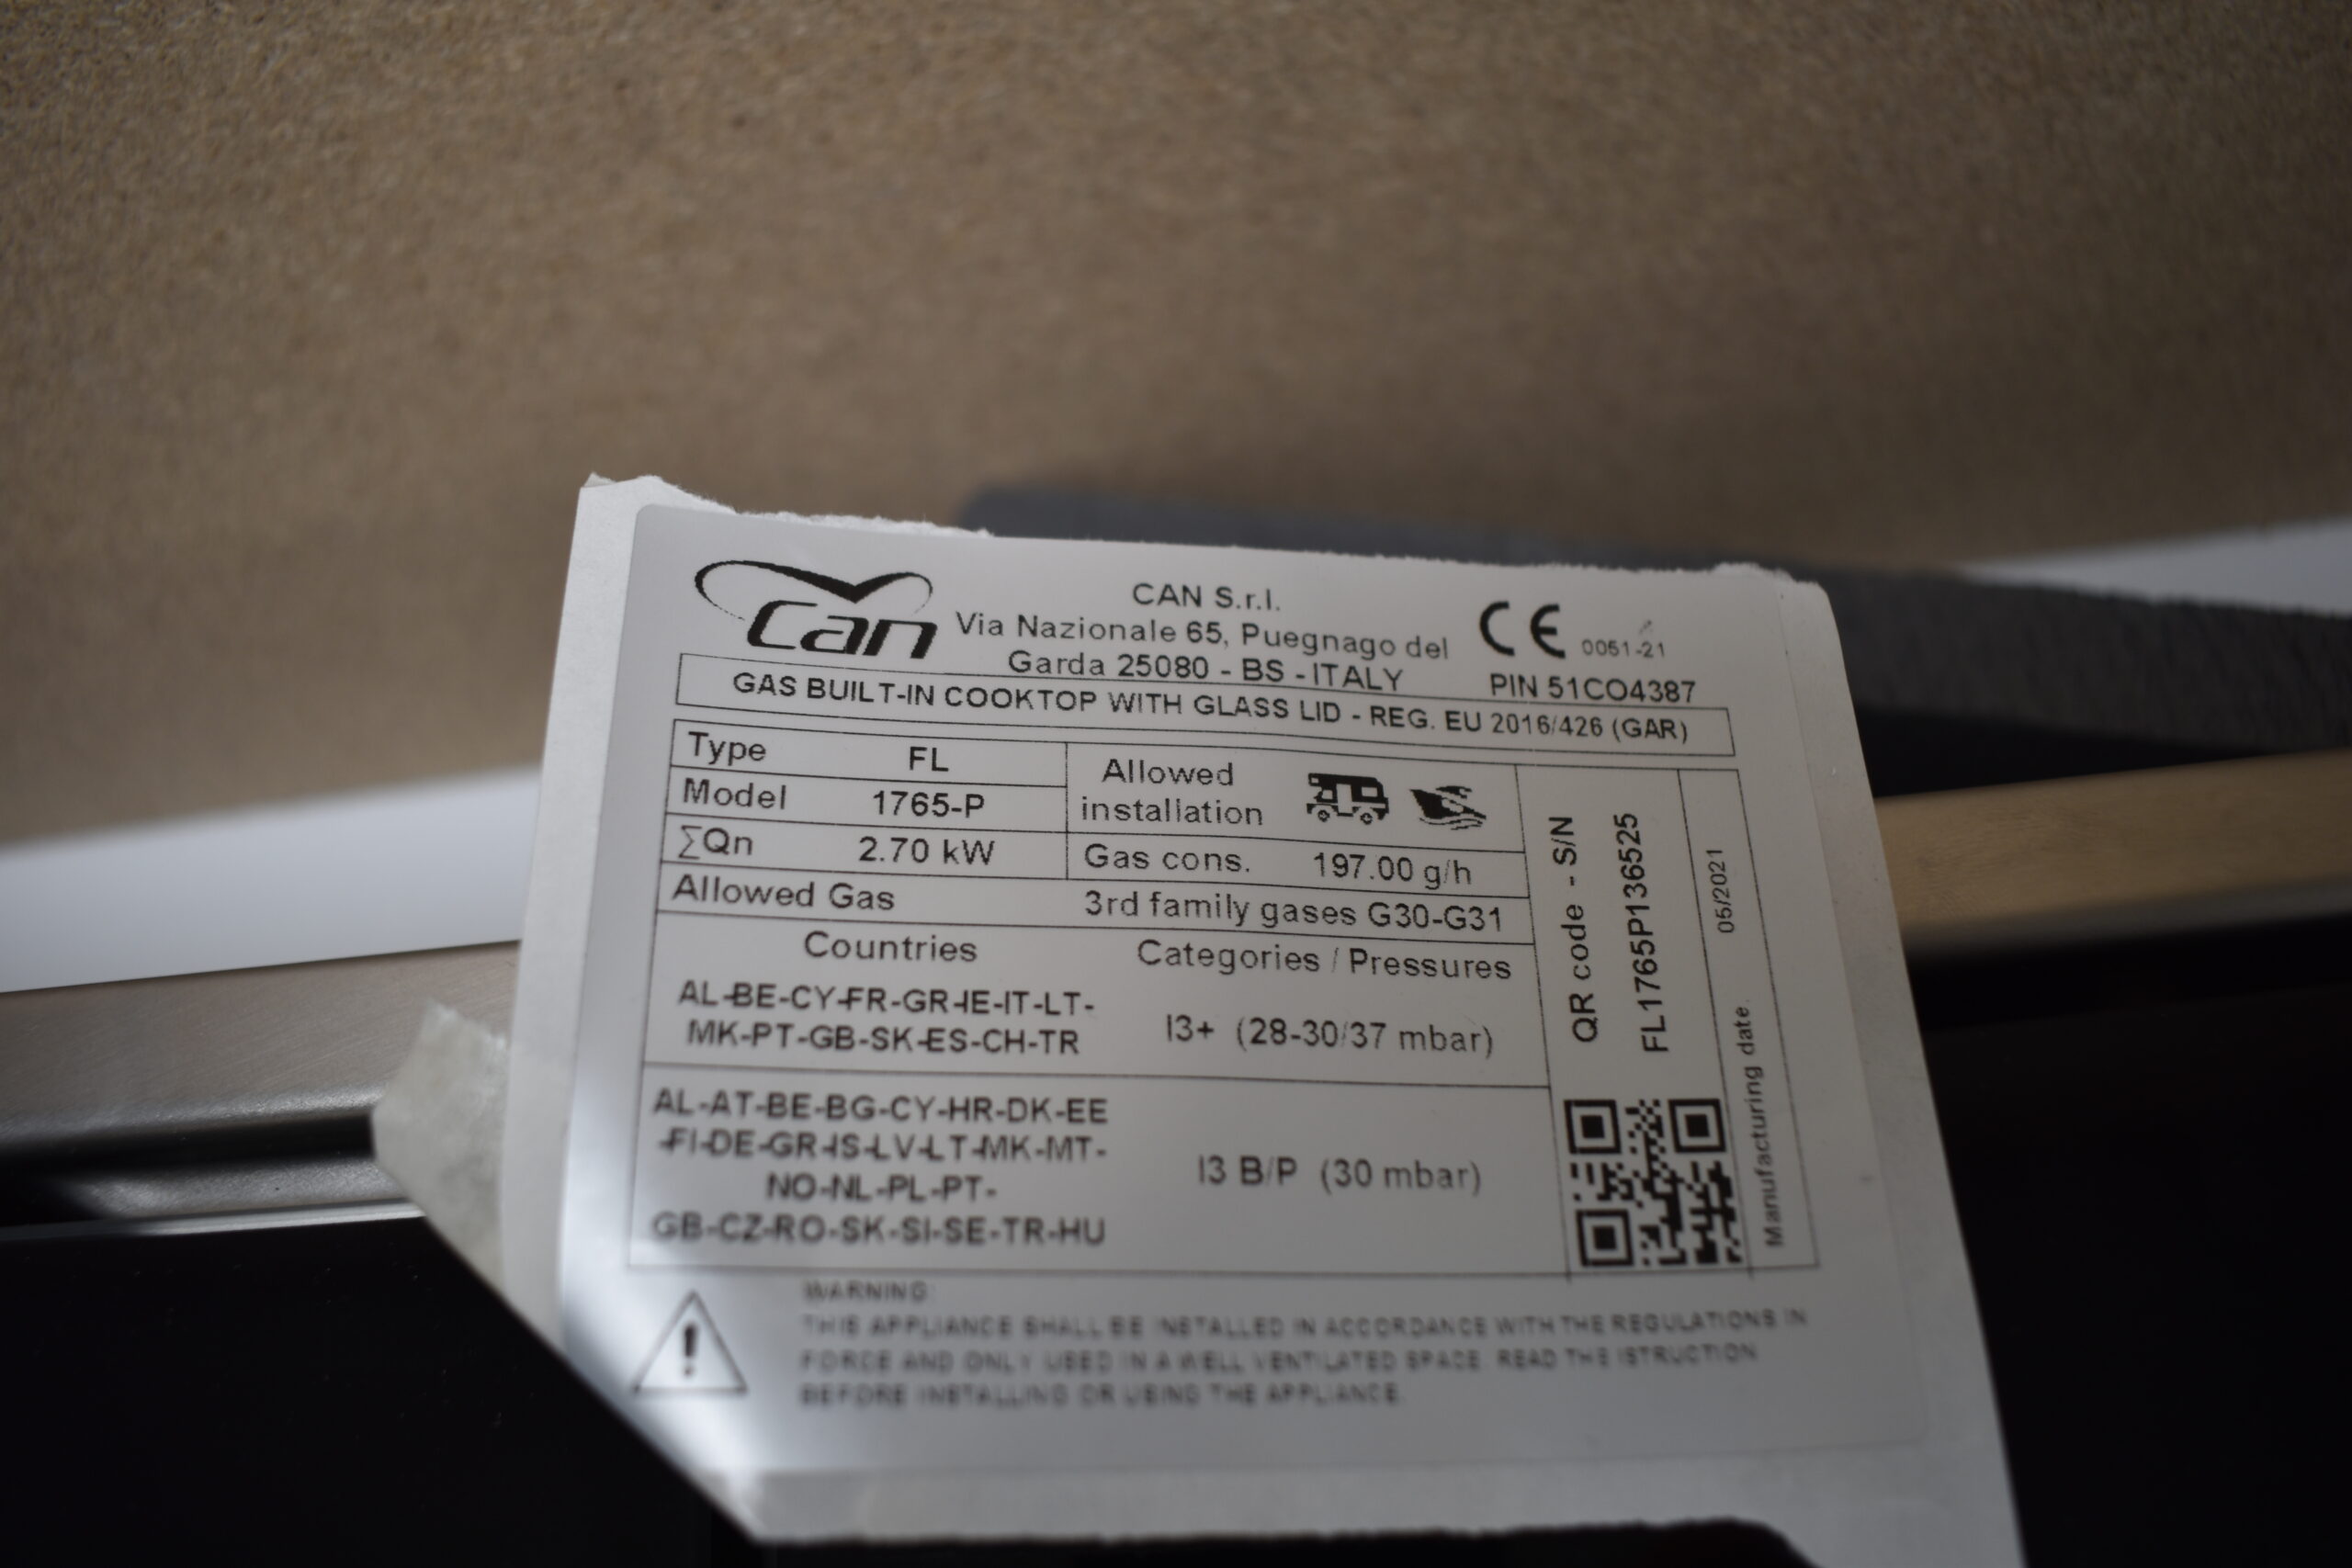 can
CAN S.r.l.
Via Nazionale 65, Puegnago del
Garda 25080 - BS - ITALY
CE 0051-21
PIN 51CO4387
GAS BUILT-IN COOKTOP WITH GLASS LID - REG. EU 2016/426 (GAR)
Type FL
Model 1765-P
∑Qn 2.70 kW
Allowed
installation
Gas cons. 197.00 g/h
Allowed Gas 3rd family gases G30-G31
Countries Categories / Pressures
AL-BE-CY-FR-GR-IE-IT-LT-
MK-PT-GB-SK-ES-CH-TR
I3+ (28-30/37 mbar)
AL-AT-BE-BG-CY-HR-DK-EE
-FI-DE-GR-IS-LV-LT-MK-MT-
NO-NL-PL-PT-
GB-CZ-RO-SK-SI-SE-TR-HU
I3 B/P (30 mbar)
QR code - S/N
FL1765P136525
Manufacturing date 05/2021
WARNING:
THIS APPLIANCE SHALL BE INSTALLED IN ACCORDANCE WITH THE REGULATIONS IN
FORCE AND ONLY USED IN A WELL VENTILATED SPACE. READ THE ISTRUCTION
BEFORE INSTALLING OR USING THE APPLIANCE.